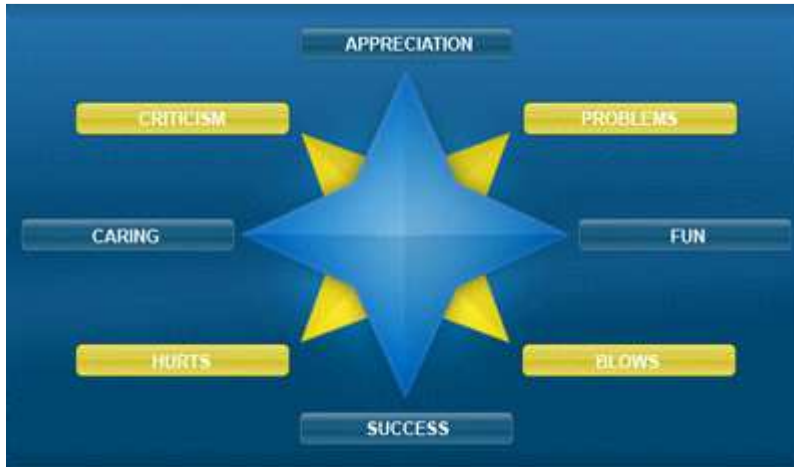 APPRECIATION
CRITICISM
PROBLEMS
CARING
FUN
HURTS
BLOWS
SUCCESS